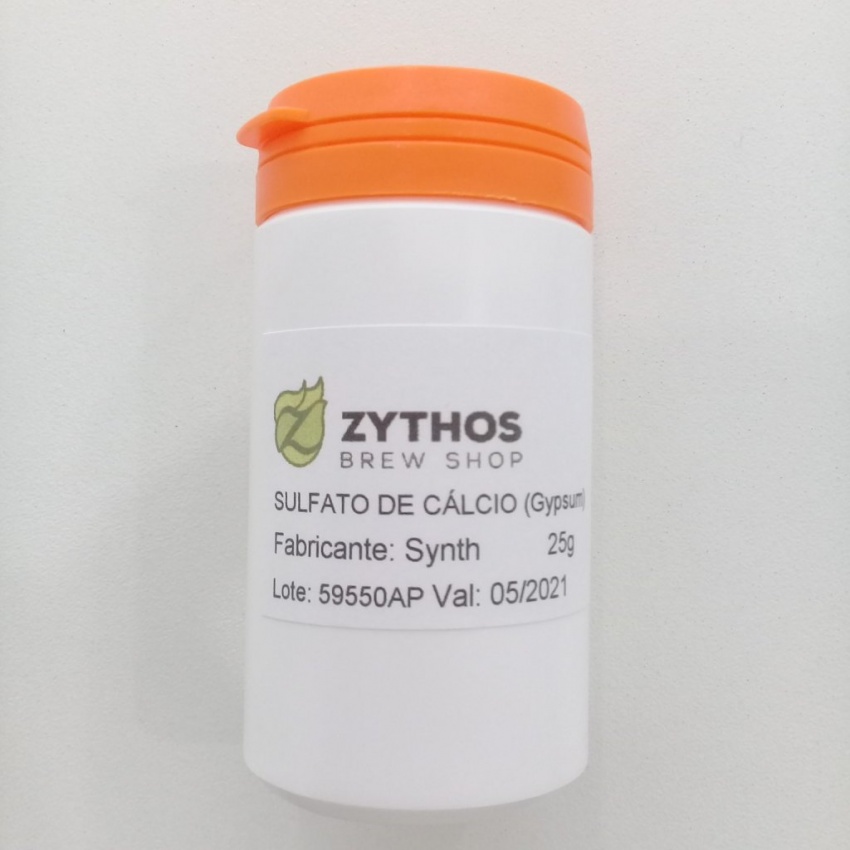 ZYTHOS
BREW SHOP
SULFATO DE CÁLCIO (Gypsum)
Fabricante: Synth 25g
Lote: 59550AP Val: 05/2021